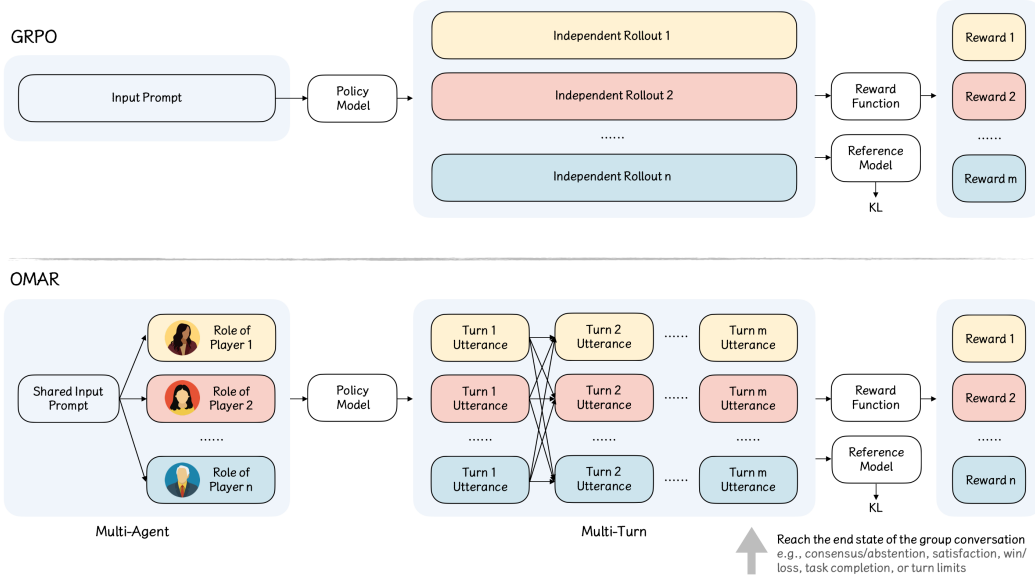 GRPO
Input Prompt
Policy
Model
Independent Rollout 1
Independent Rollout 2
......
Independent Rollout n
Reward
Function
Reference
Model
KL
Reward 1
Reward 2
......
Reward m
OMAR
Shared Input
Prompt
Role of
Player 1
Role of
Player 2
......
Role of
Player n
Multi-Agent
Policy
Model
Turn 1
Utterance
Turn 2
Utterance
......
Turn m
Utterance
Turn 1
Utterance
Turn 2
Utterance
......
Turn m
Utterance
......
......
......
Turn 1
Utterance
Turn 2
Utterance
......
Turn m
Utterance
Multi-Turn
Reward
Function
Reference
Model
KL
Reward 1
Reward 2
......
Reward n
Reach the end state of the group conversation
e.g., consensus/abstention, satisfaction, win/
loss, task completion, or turn limits